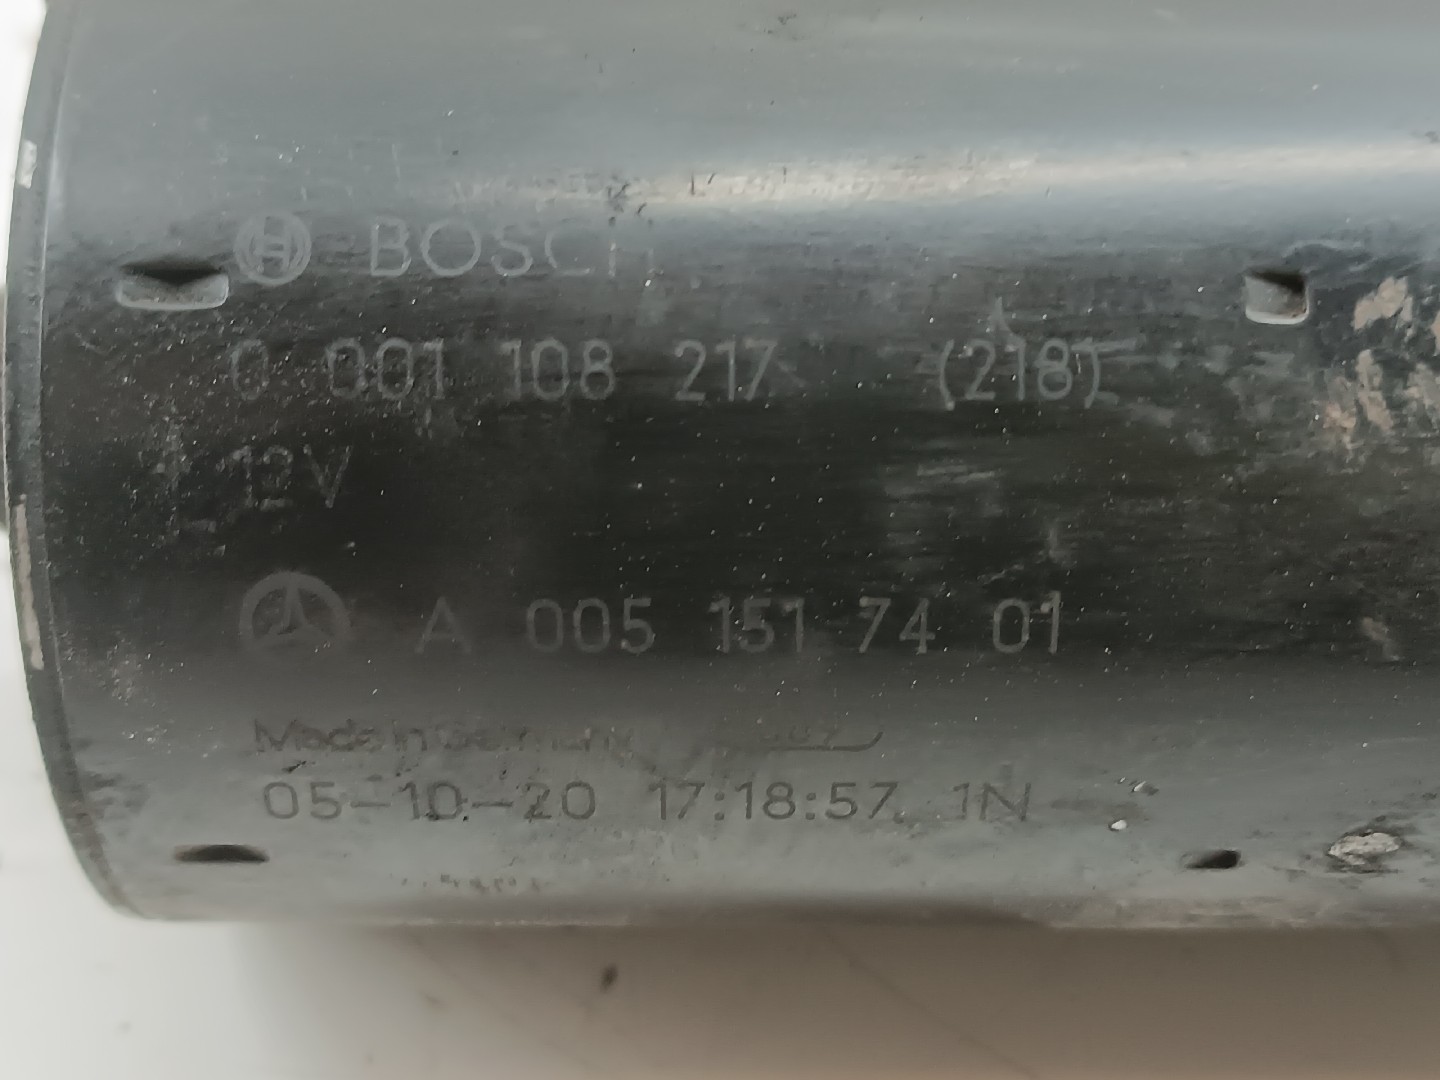 BOSCH
0 001 108 217 (218)
12V
A 005 151 74 01
Made in Germany
05-10-20 17:18:57 1N